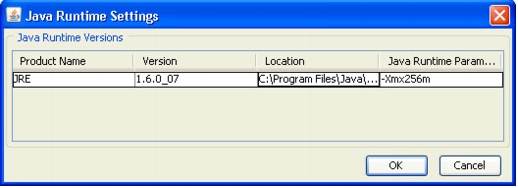 Java Runtime Settings
Java Runtime Versions
Product Name Version Location Java Runtime Param...
JRE 1.6.0_07 C:\Program Files\Java\... -Xmx256m
OK Cancel